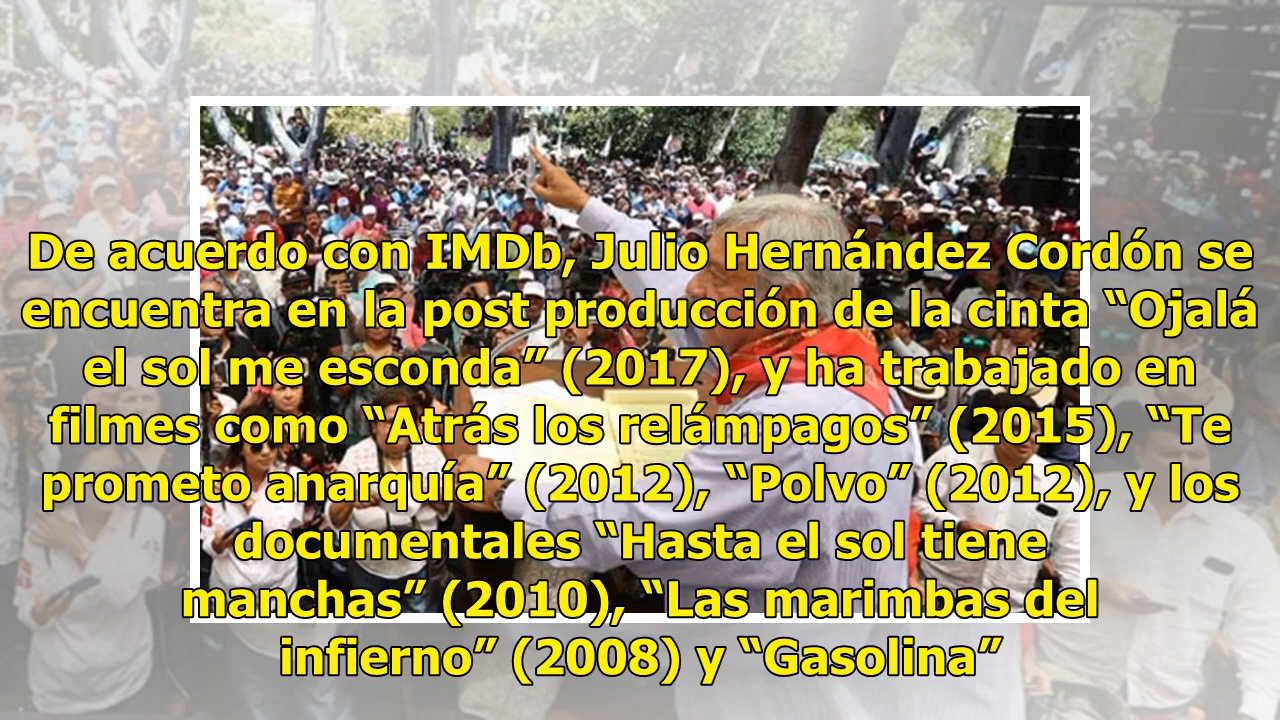 De acuerdo con IMDb, Julio Hernández Cordón se
encuentra en la post producción de la cinta “Ojalá
el sol me esconda” (2017), y ha trabajado en
filmes como “Atrás los relámpagos” (2015), “Te
prometo anarquía” (2012), “Polvo” (2012), y los
documentales “Hasta el sol tiene
manchas” (2010), “Las marimbas del
infierno” (2008) y “Gasolina”